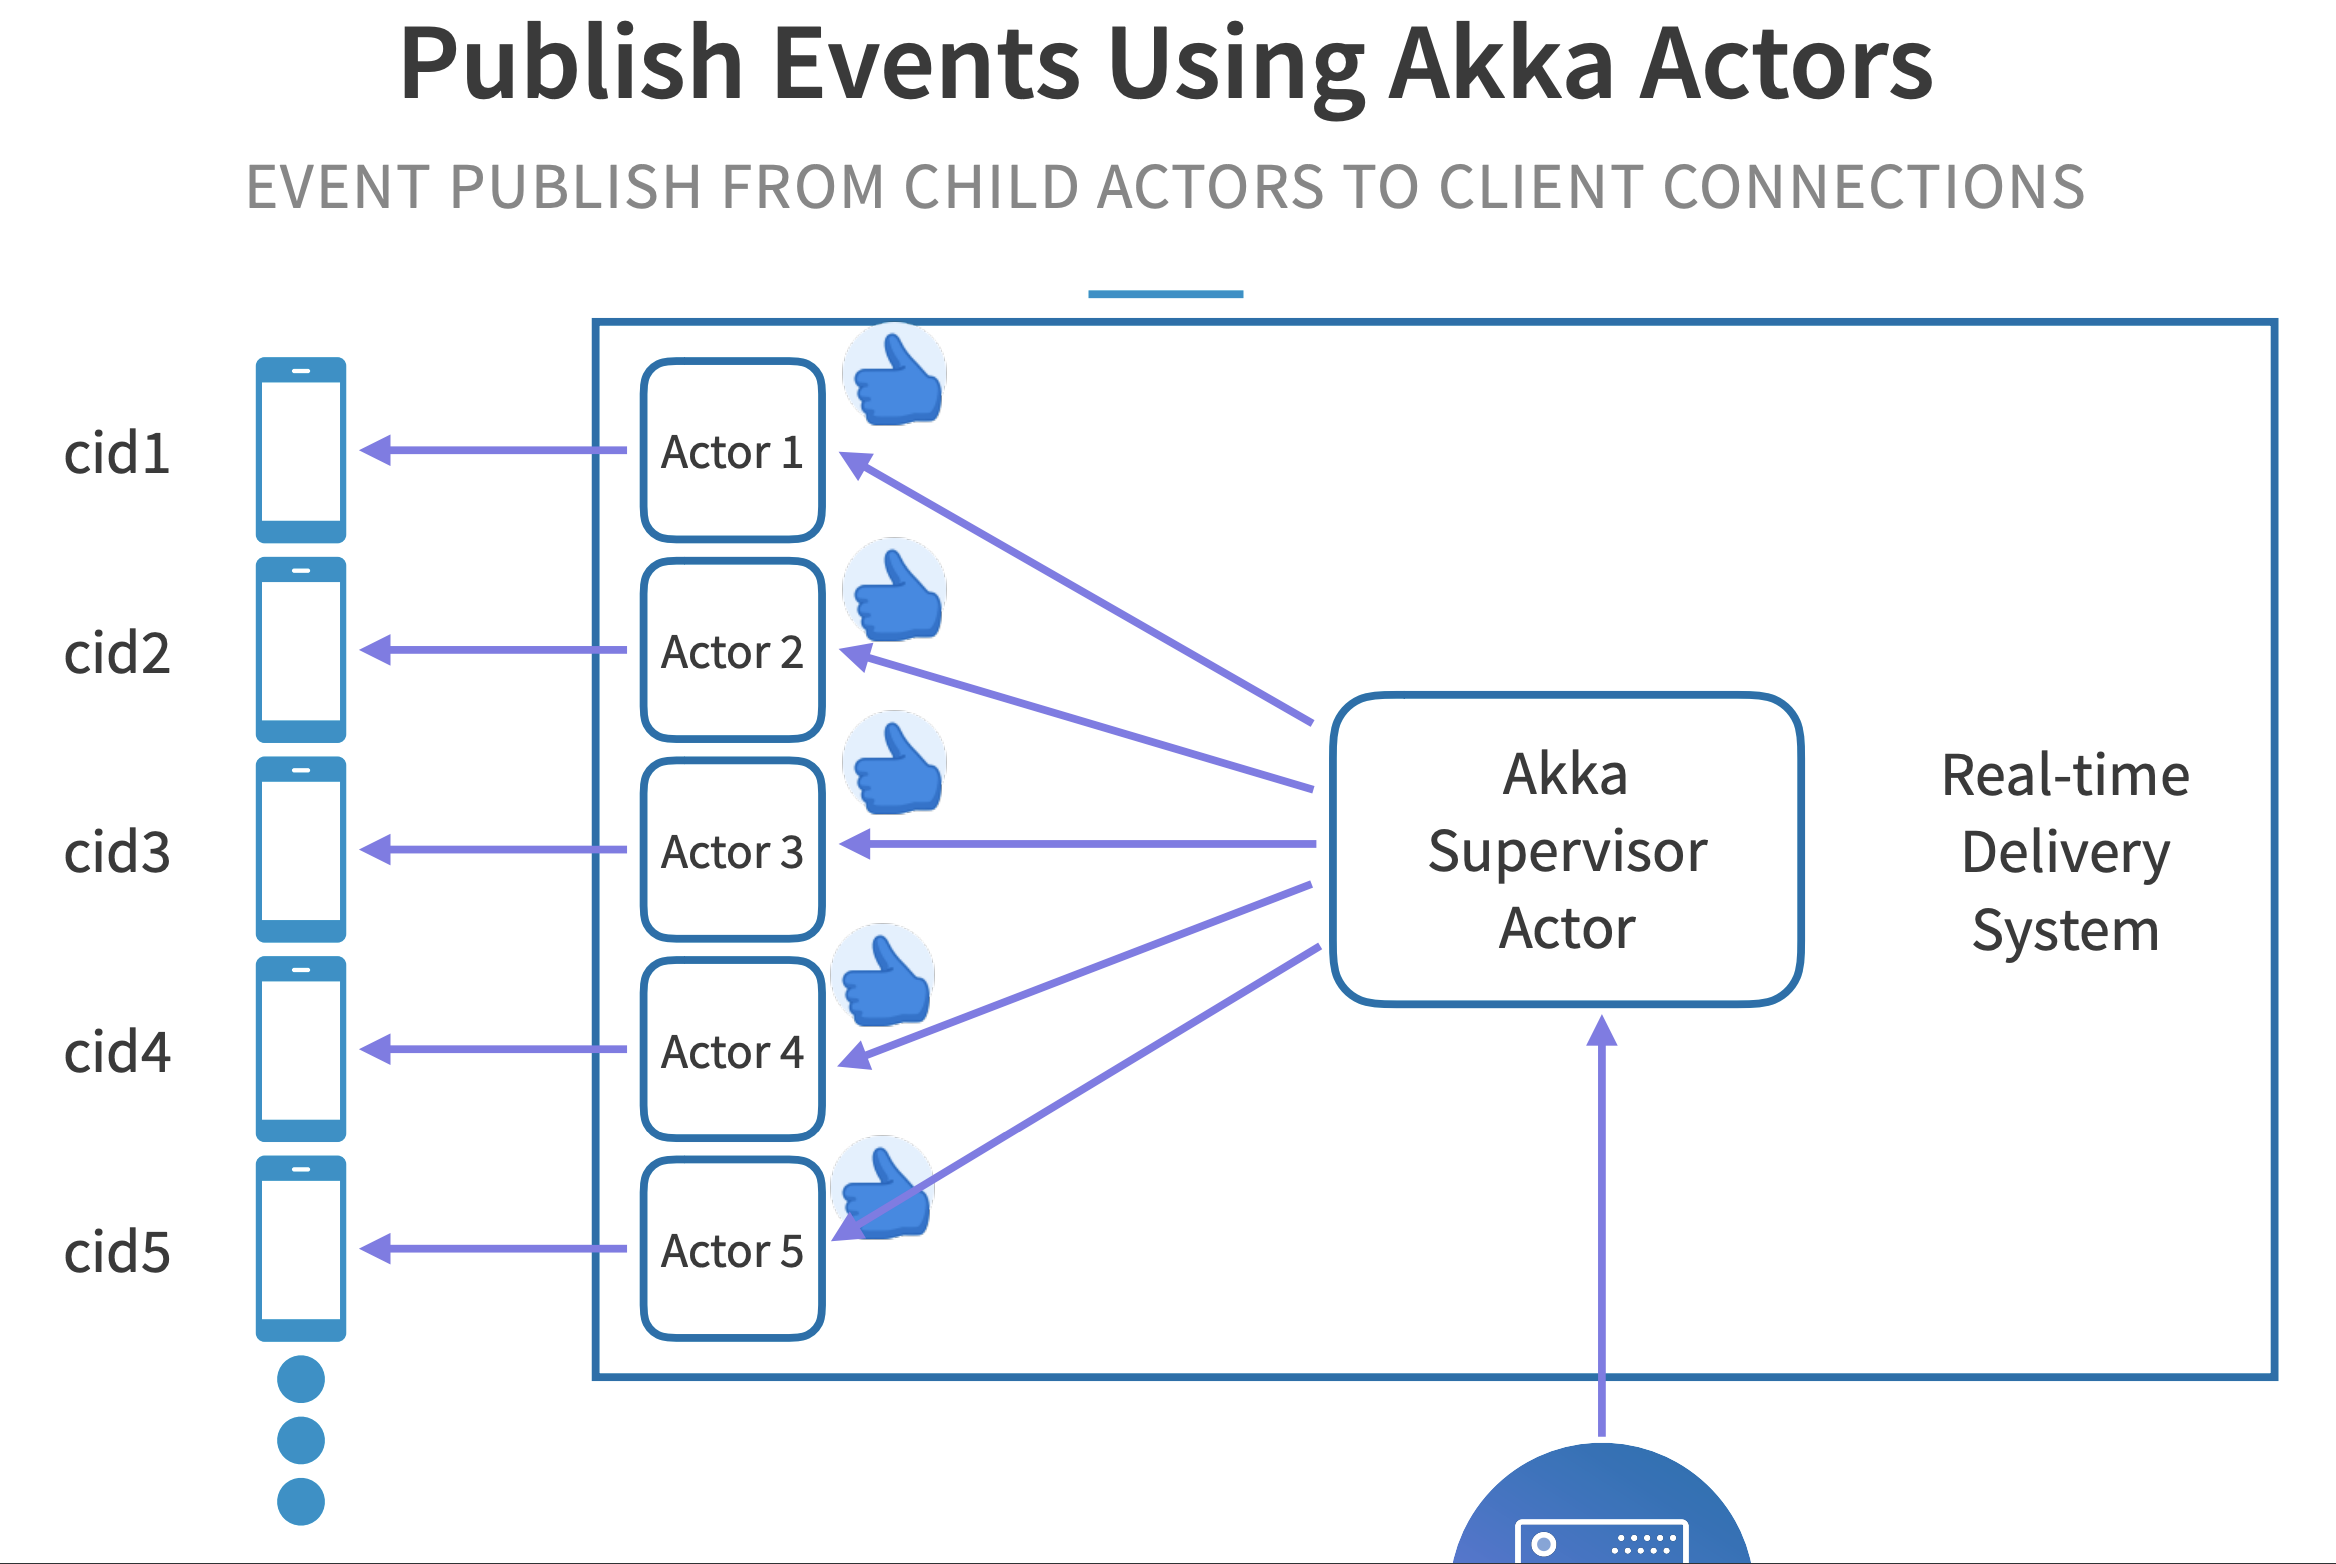 Publish Events Using Akka Actors
EVENT PUBLISH FROM CHILD ACTORS TO CLIENT CONNECTIONS
cid1
Actor 1
cid2
Actor 2
cid3
Actor 3
cid4
Actor 4
cid5
Actor 5
Akka
Supervisor
Actor
Real-time
Delivery
System